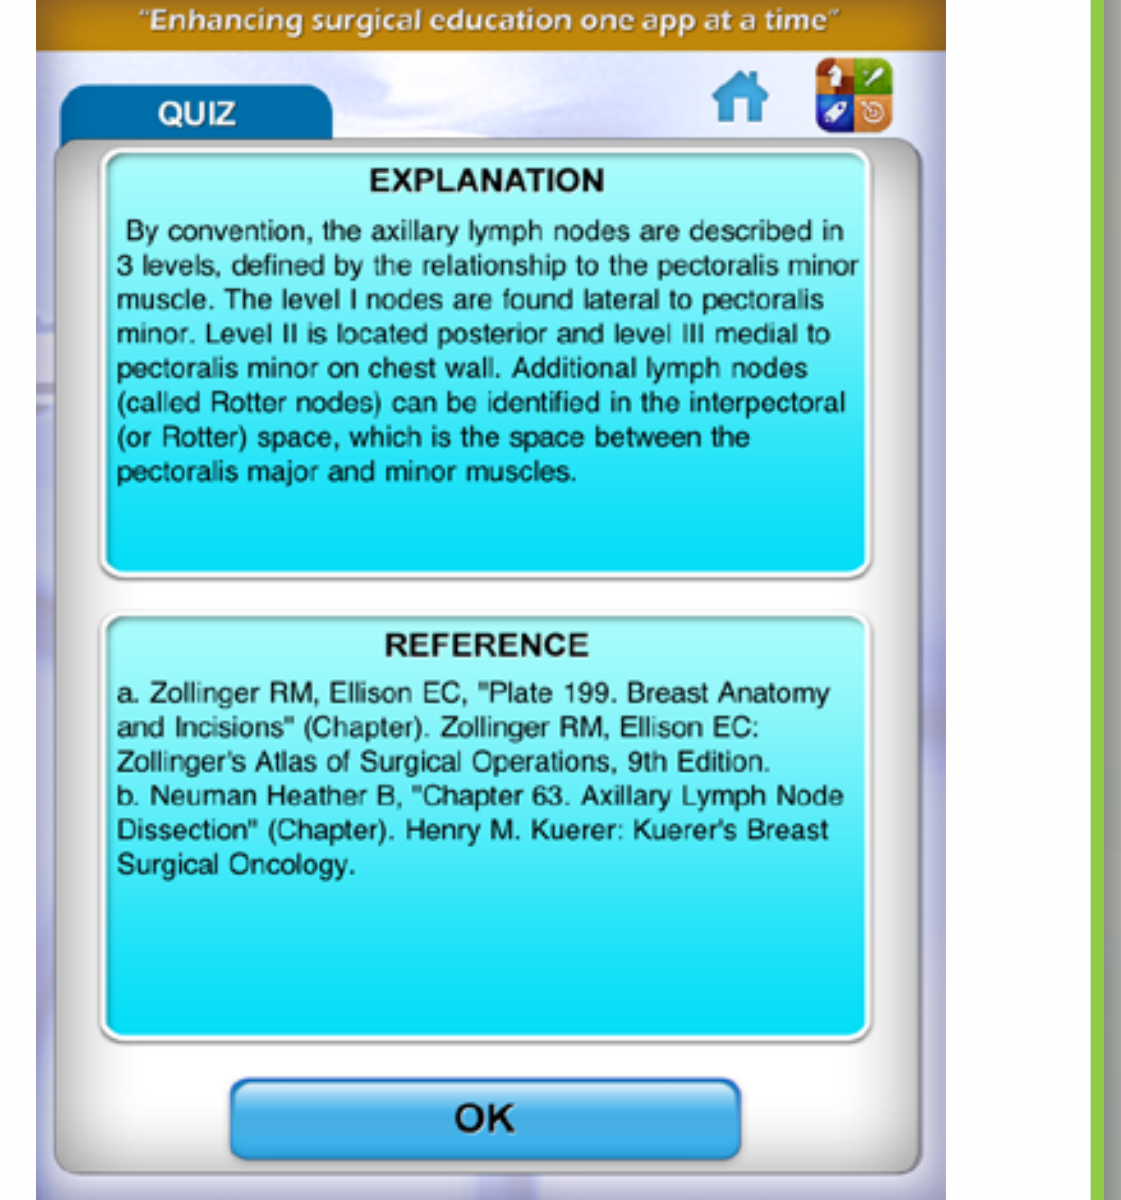 "Enhancing surgical education one app at a time"
QUIZ
EXPLANATION
By convention, the axillary lymph nodes are described in
3 levels, defined by the relationship to the pectoralis minor
muscle. The level I nodes are found lateral to pectoralis
minor. Level II is located posterior and level III medial to
pectoralis minor on chest wall. Additional lymph nodes
(called Rotter nodes) can be identified in the interpectoral
(or Rotter) space, which is the space between the
pectoralis major and minor muscles.
REFERENCE
a. Zollinger RM, Ellison EC, "Plate 199. Breast Anatomy
and Incisions" (Chapter). Zollinger RM, Ellison EC:
Zollinger's Atlas of Surgical Operations, 9th Edition.
b. Neuman Heather B, "Chapter 63. Axillary Lymph Node
Dissection" (Chapter). Henry M. Kuerer: Kuerer's Breast
Surgical Oncology.
OK